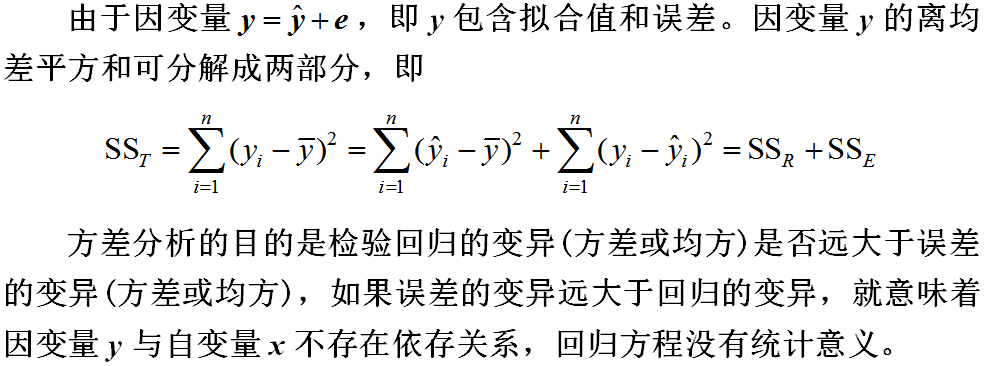 由于因变量 y = ŷ + e，即 y 包含拟合值和误差。因变量 y 的离均
差平方和可分解成两部分，即
SS_T = ∑_{i=1}^{n} (y_i − ȳ)² = ∑_{i=1}^{n} (ŷ_i − ȳ)² + ∑_{i=1}^{n} (y_i − ŷ_i)² = SS_R + SS_E
方差分析的目的是检验回归的变异(方差或均方)是否远大于误差
的变异(方差或均方)，如果误差的变异远大于回归的变异，就意味着
因变量 y 与自变量 x 不存在依存关系，回归方程没有统计意义。